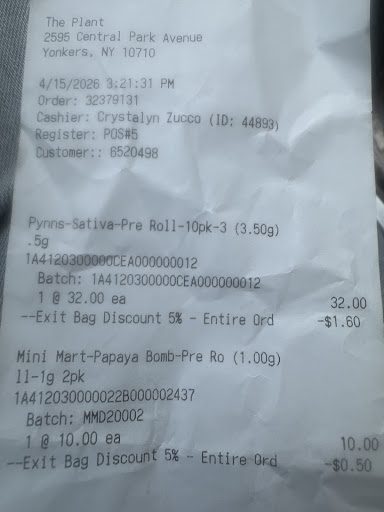 The Plant
2595 Central Park Avenue
Yonkers, NY 10710
4/15/2026 3:21:31 PM
Order: 32379131
Cashier: Crystalyn Zucco (ID: 44893)
Register: POS#5
Customer:: 6520498
Pynns-Sativa-Pre Roll-10pk-3 (3.50g)
.5g
1A4120300000CEA000000012
Batch: 1A4120300000CEA000000012
1 @ 32.00 ea 32.00
--Exit Bag Discount 5% - Entire Ord -$1.60
Mini Mart-Papaya Bomb-Pre Ro (1.00g)
ll-1g 2pk
1A412030000022B000002437
Batch: MMD20002
1 @ 10.00 ea 10.00
--Exit Bag Discount 5% - Entire Ord -$0.50